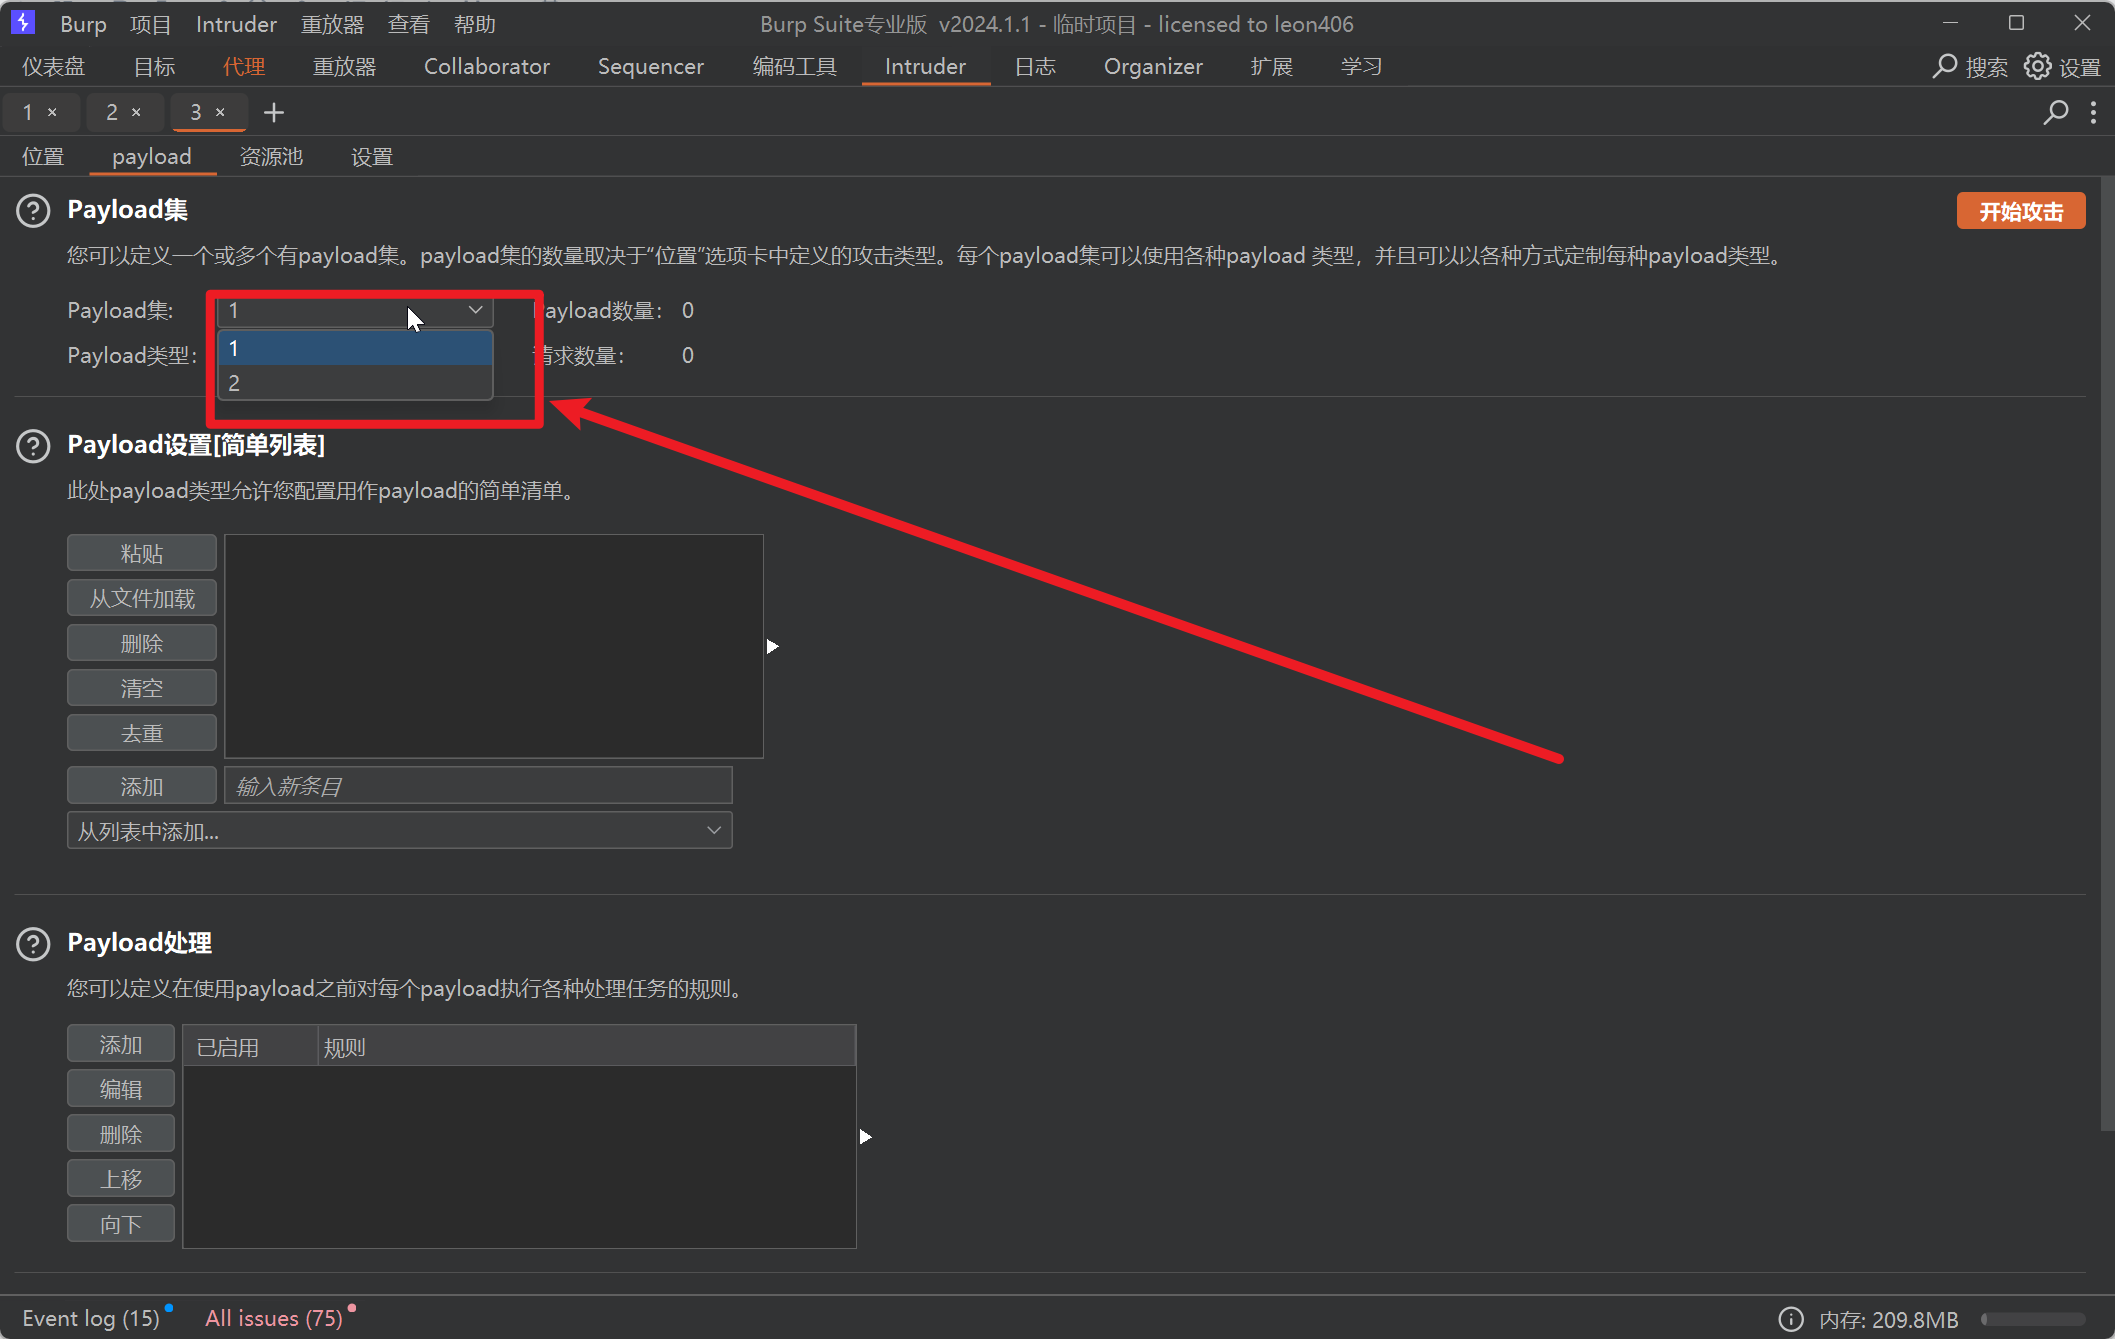 Burp 项目 Intruder 重放器 查看 帮助 Burp Suite专业版 v2024.1.1 - 临时项目 - licensed to leon406
仪表盘 目标 代理 重放器 Collaborator Sequencer 编码工具 Intruder 日志 Organizer 扩展 学习 搜索 设置
1 × 2 × 3 × +
位置 payload 资源池 设置
Payload集
开始攻击
您可以定义一个或多个有payload集。payload集的数量取决于“位置”选项卡中定义的攻击类型。每个payload集可以使用各种payload 类型，并且可以以各种方式定制每种payload类型。
Payload集: 1 ayload数量： 0
1
Payload类型: 请求数量： 0
2
Payload设置[简单列表]
此处payload类型允许您配置用作payload的简单清单。
粘贴
从文件加载
删除
清空
去重
添加 输入新条目
从列表中添加...
Payload处理
您可以定义在使用payload之前对每个payload执行各种处理任务的规则。
添加 已启用 规则
编辑
删除
上移
向下
Event log (15) All issues (75) 内存: 209.8MB